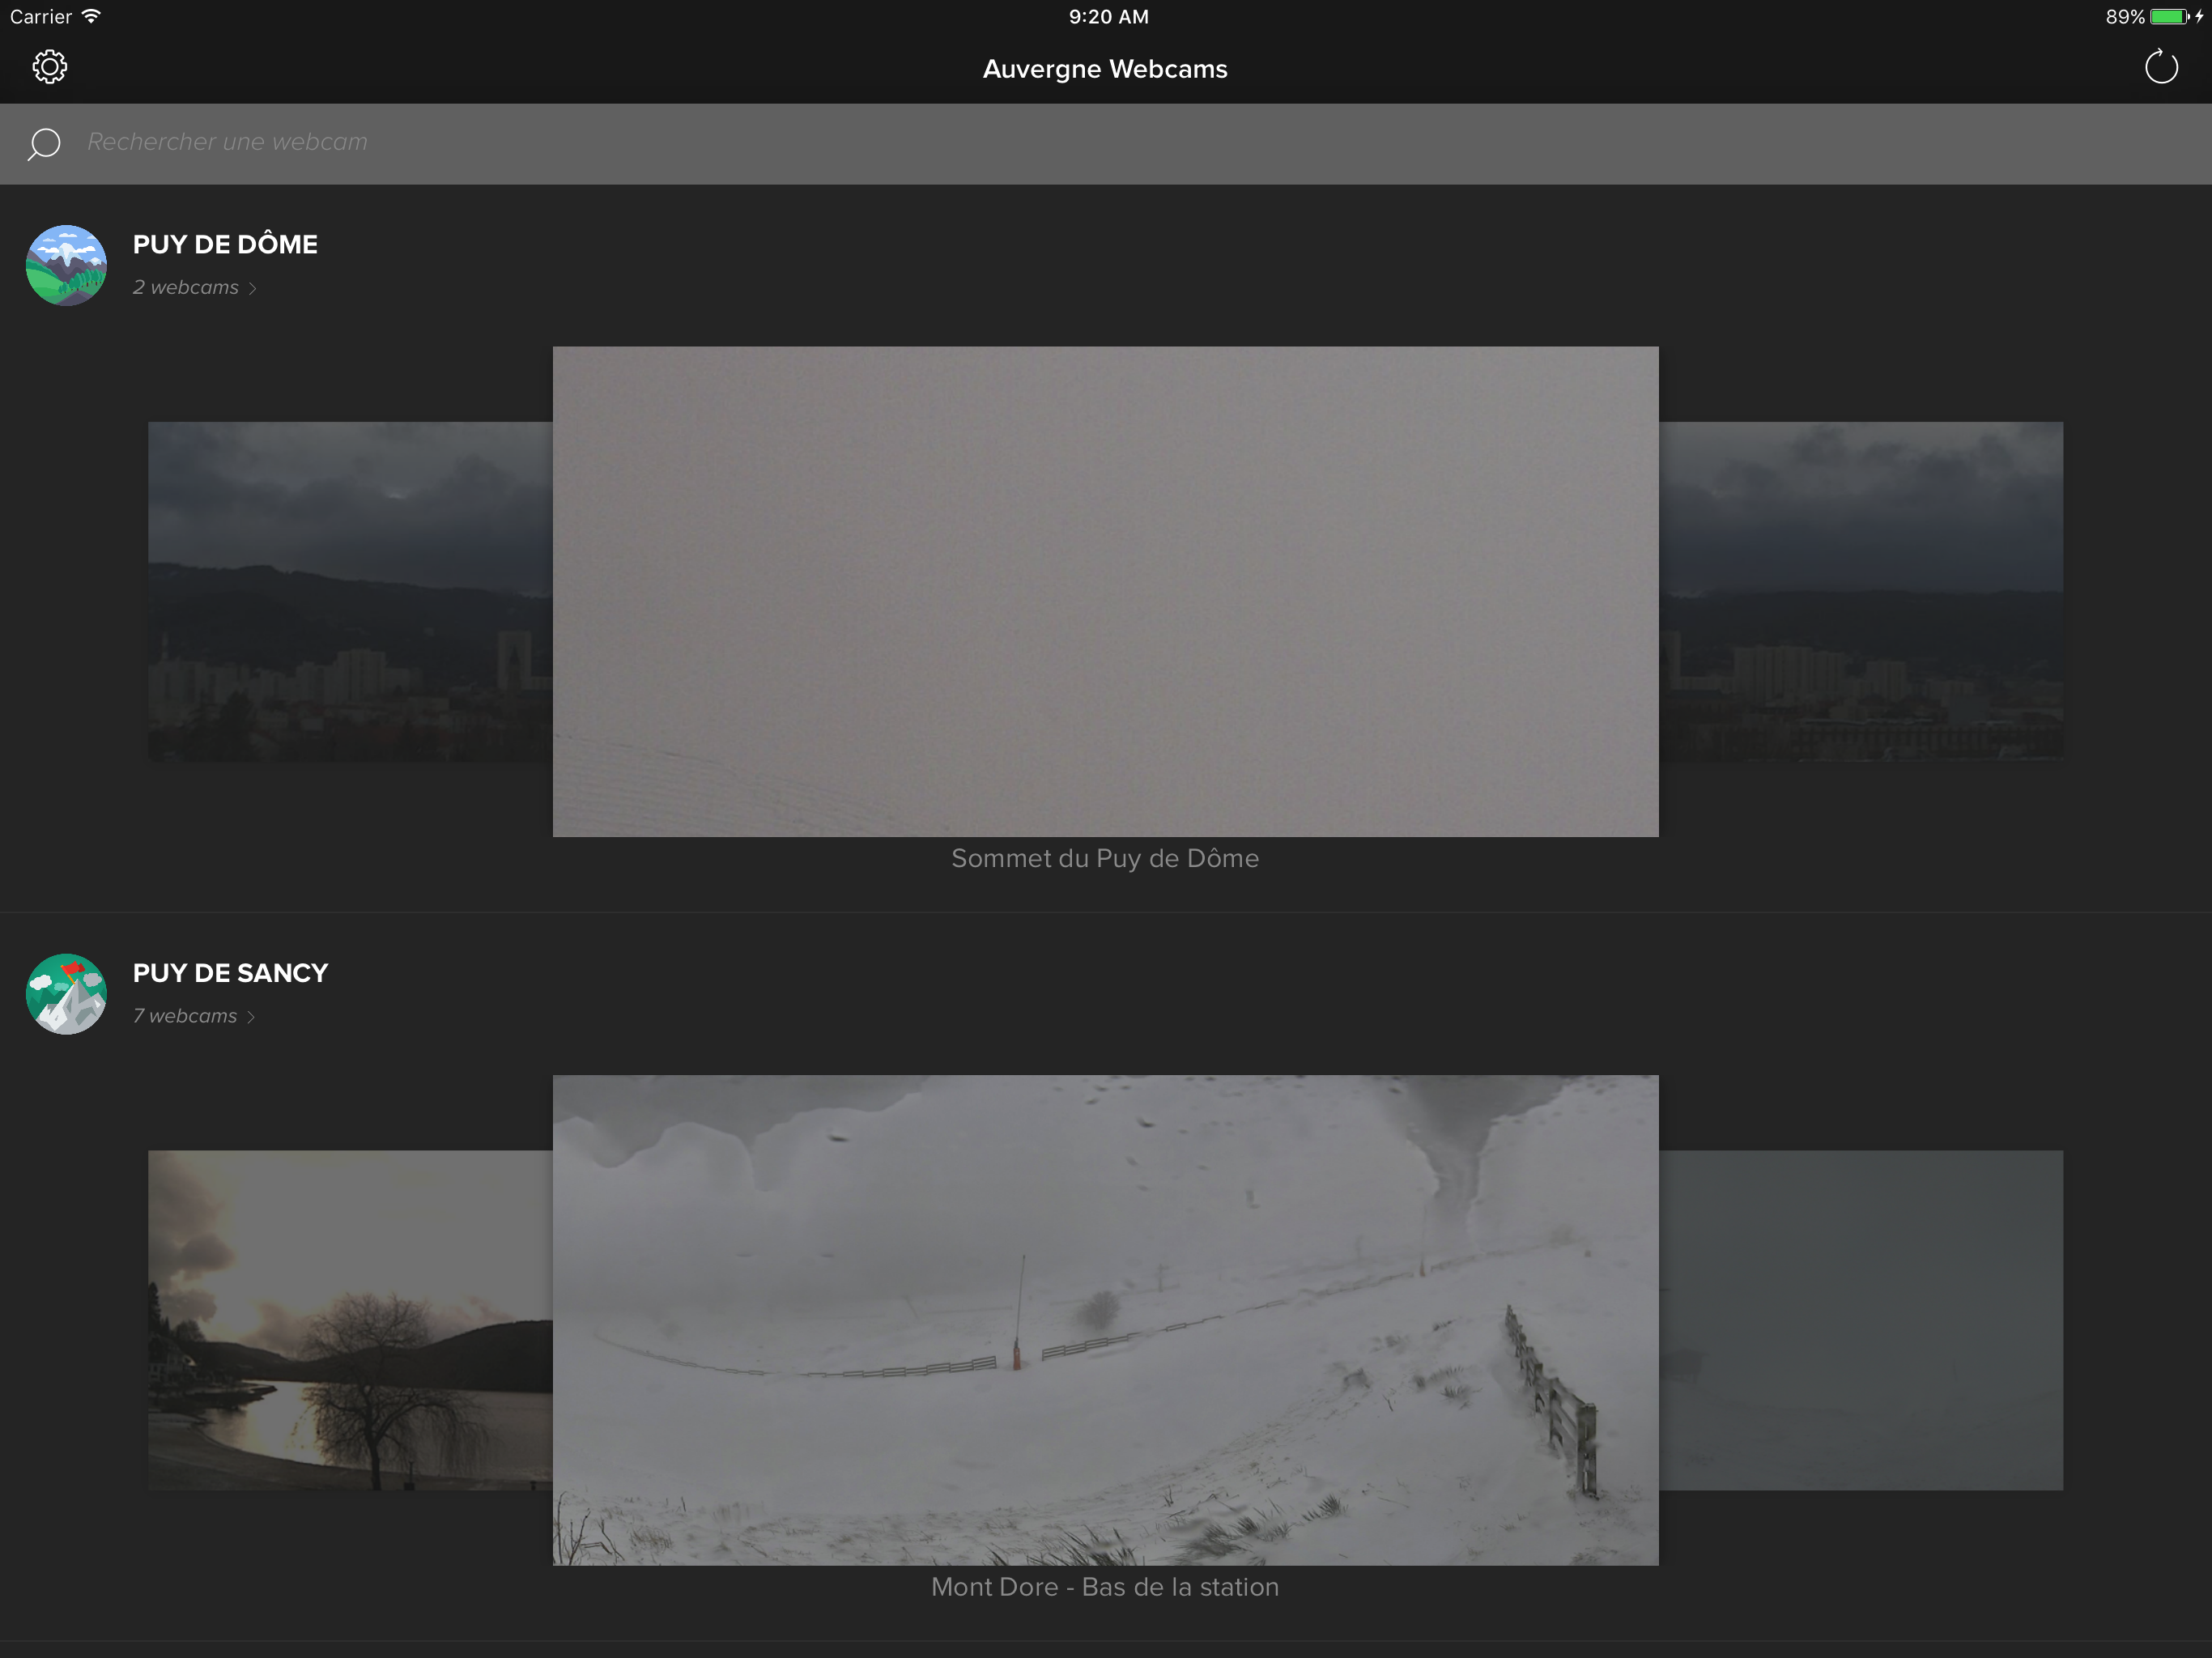 Carrier 9:20 AM 89%
Auvergne Webcams
Rechercher une webcam
PUY DE DÔME
2 webcams
Sommet du Puy de Dôme
PUY DE SANCY
7 webcams
Mont Dore - Bas de la station